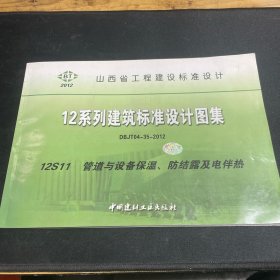 2012
山西省工程建设标准设计
12系列建筑标准设计图集
DBJT04-35-2012
12S11 管道与设备保温、防结露及电伴热
中国建材工业出版社